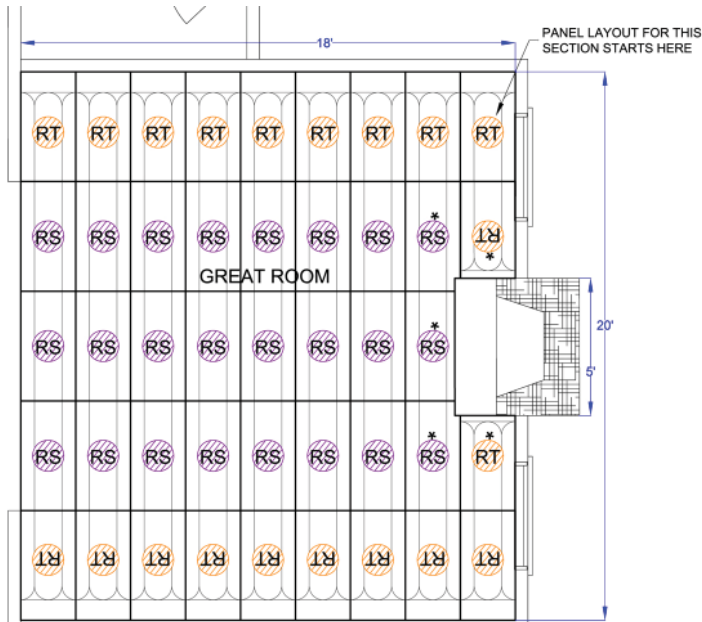 PANEL LAYOUT FOR THIS
SECTION STARTS HERE
18'
RT RT RT RT RT RT RT RT RT
RS RS RS RS RS RS RS RS* RT*
GREAT ROOM
RS RS RS RS RS RS RS RS*
20'
5'
RS RS RS RS RS RS RS RS* RT*
RT RT RT RT RT RT RT RT RT